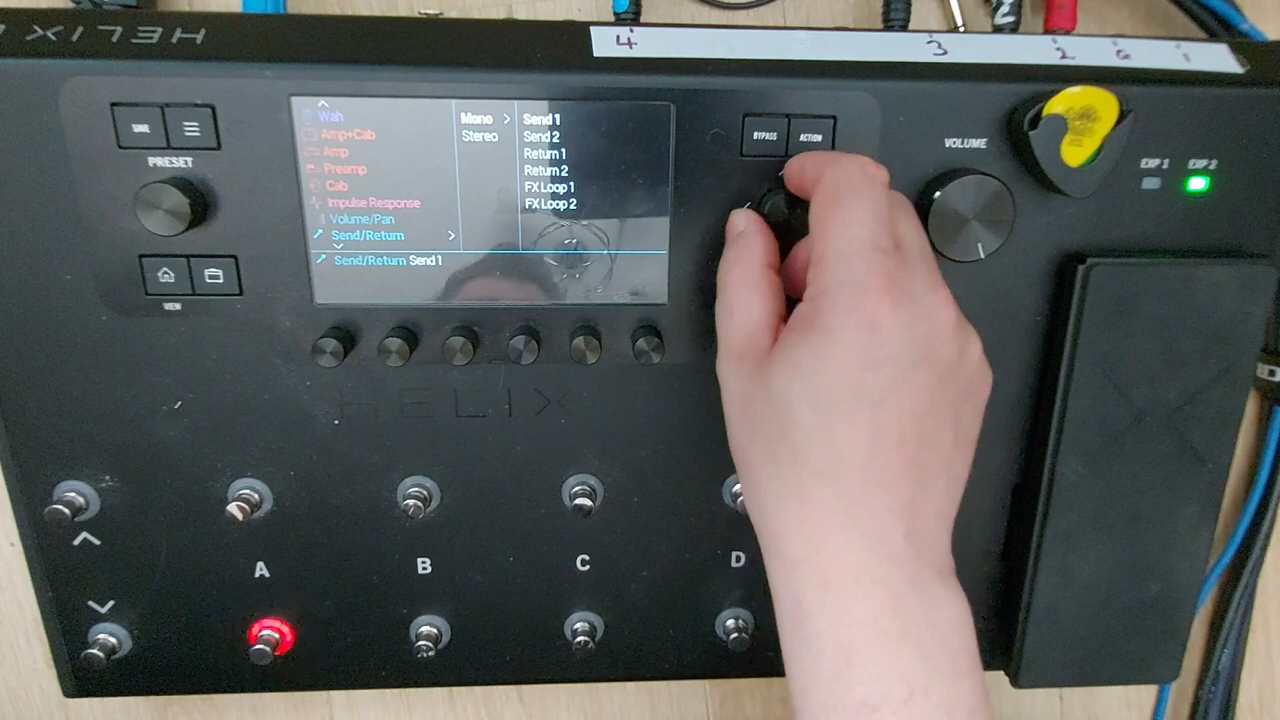 HELIX
4 3 2 6 1
2
SAVE
PRESET
Wah
Amp+Cab
Amp
Preamp
Cab
Impulse Response
Volume/Pan
Send/Return >
Mono >
Stereo
Send 1
Send 2
Return 1
Return 2
FX Loop 1
FX Loop 2
Send/Return Send 1
BYPASS
ACTION
VOLUME
EXP 1
EXP 2
VIEW
HELIX
A
B
C
D